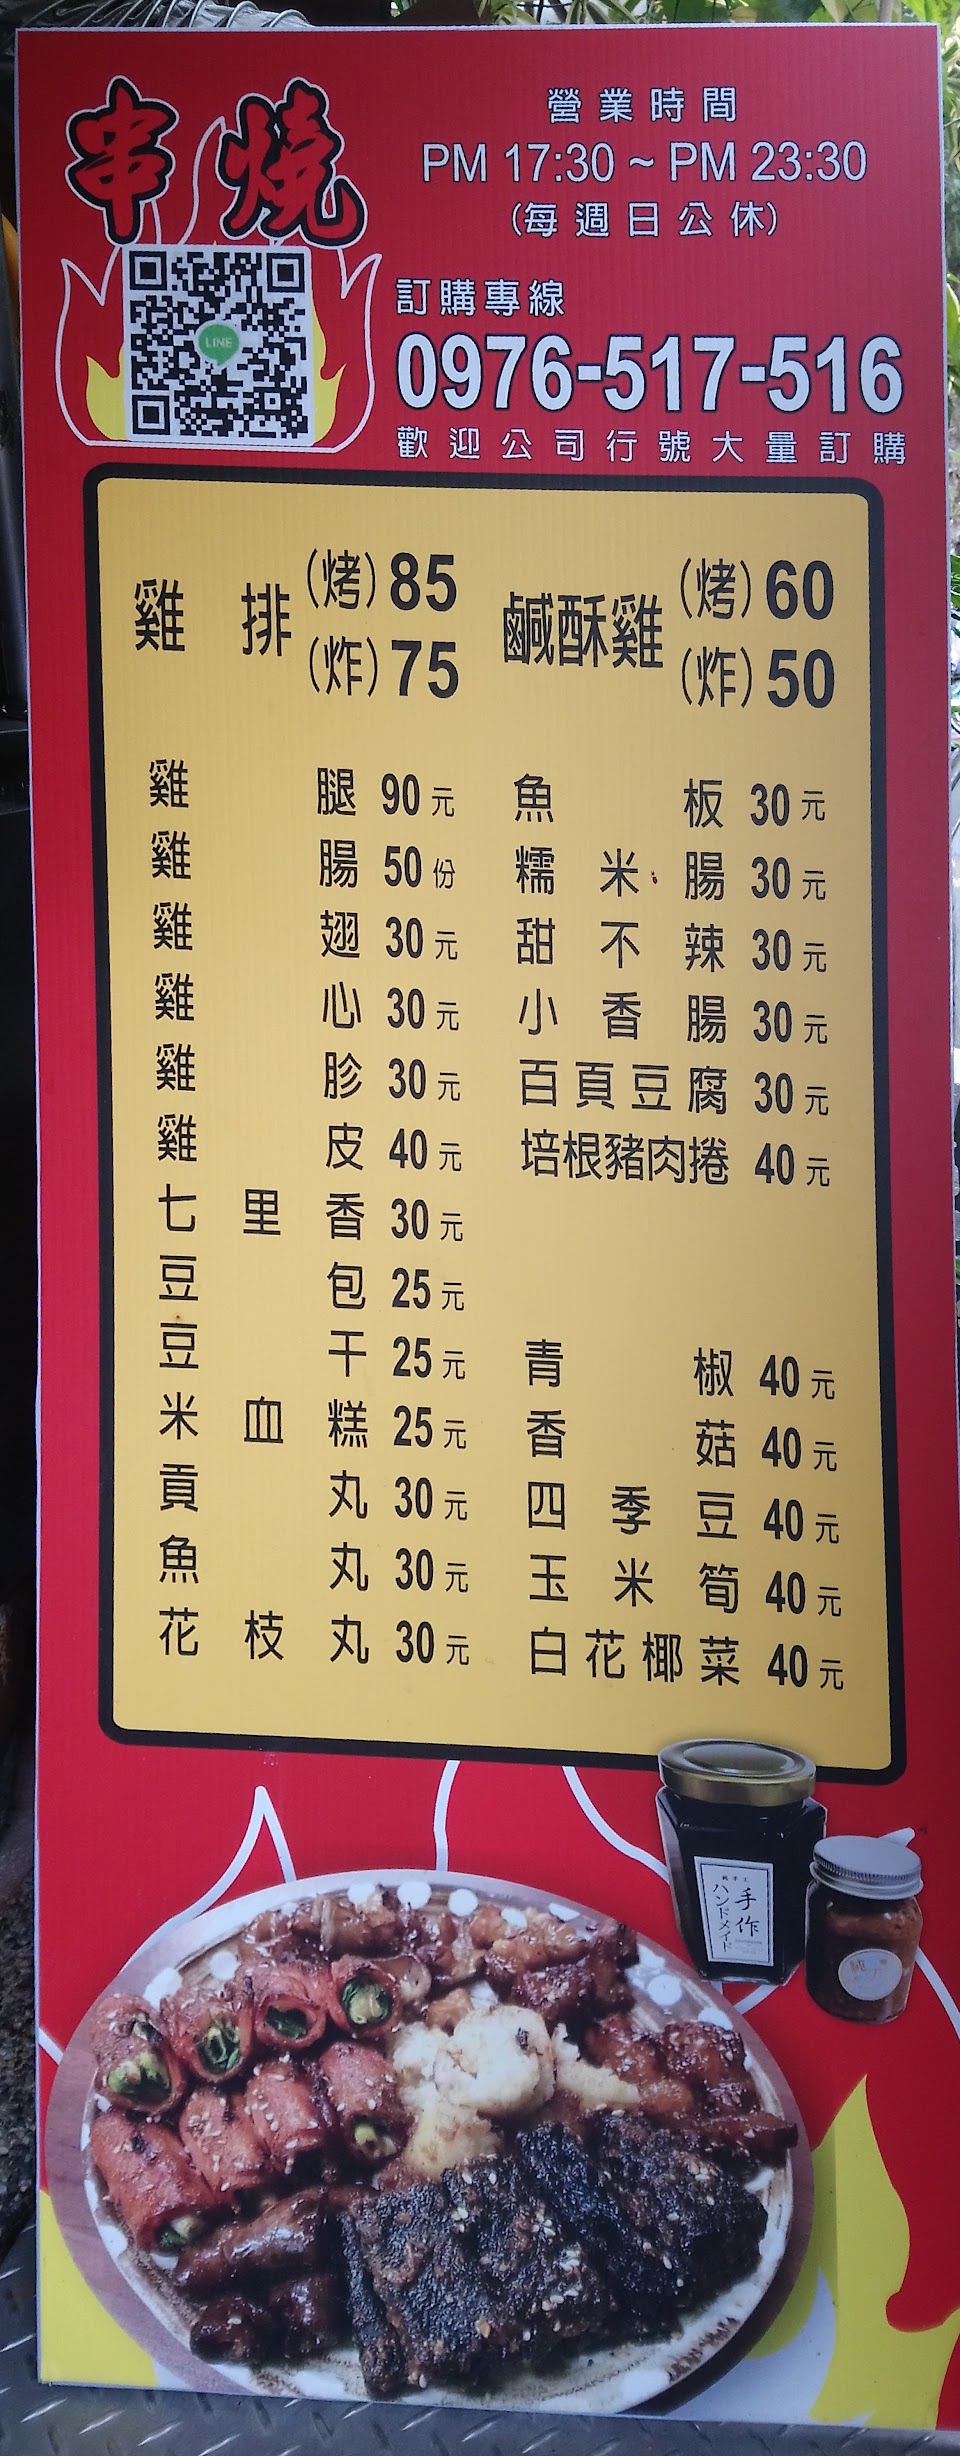 串燒
營業時間
PM 17:30 ~ PM 23:30
(每週日公休)
LINE
訂購專線
0976-517-516
歡迎公司行號大量訂購
雞排 (烤) 85
(炸) 75
鹹酥雞 (烤) 60
(炸) 50
雞腿 90元
雞腸 50份
雞翅 30元
雞心 30元
雞胗 30元
雞皮 40元
七里香 30元
豆包 25元
豆干 25元
米血糕 25元
貢丸 30元
魚丸 30元
花枝丸 30元
魚板 30元
糯米腸 30元
甜不辣 30元
小香腸 30元
百頁豆腐 30元
培根豬肉捲 40元
青椒 40元
香菇 40元
四季豆 40元
玉米筍 40元
白花椰菜 40元
純手工
手作
ハンドメイド